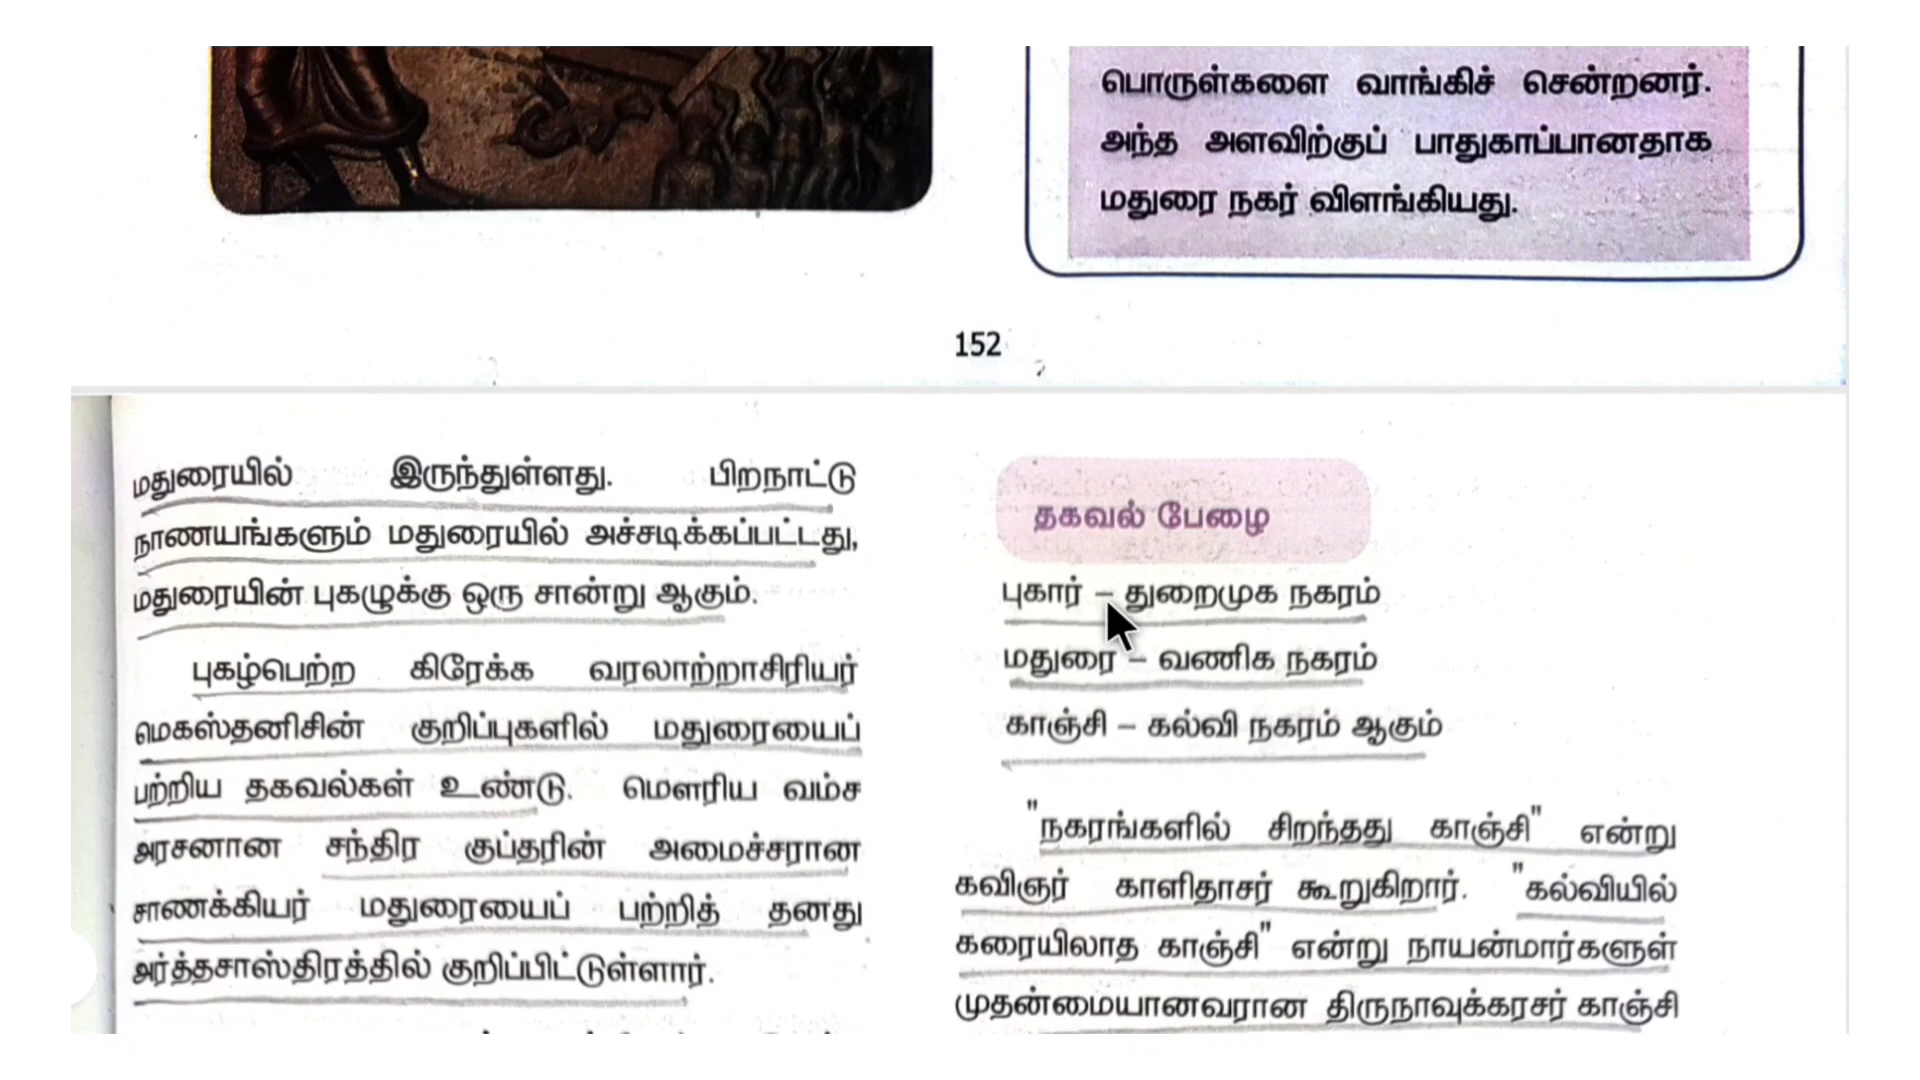 பொருள்களை வாங்கிச் சென்றனர்.
அந்த அளவிற்குப் பாதுகாப்பானதாக
மதுரை நகர் விளங்கியது.
152
மதுரையில் இருந்துள்ளது. பிறநாட்டு
நாணயங்களும் மதுரையில் அச்சடிக்கப்பட்டது,
மதுரையின் புகழுக்கு ஒரு சான்று ஆகும்.
புகழ்பெற்ற கிரேக்க வரலாற்றாசிரியர்
மெகஸ்தனிசின் குறிப்புகளில் மதுரையைப்
பற்றிய தகவல்கள் உண்டு. மௌரிய வம்ச
அரசனான சந்திர குப்தரின் அமைச்சரான
சாணக்கியர் மதுரையைப் பற்றித் தனது
அர்த்தசாஸ்திரத்தில் குறிப்பிட்டுள்ளார்.
தகவல் பேழை
புகார் – துறைமுக நகரம்
மதுரை – வணிக நகரம்
காஞ்சி – கல்வி நகரம் ஆகும்
"நகரங்களில் சிறந்தது காஞ்சி" என்று
கவிஞர் காளிதாசர் கூறுகிறார். "கல்வியில்
கரையிலாத காஞ்சி" என்று நாயன்மார்களுள்
முதன்மையானவரான திருநாவுக்கரசர் காஞ்சி